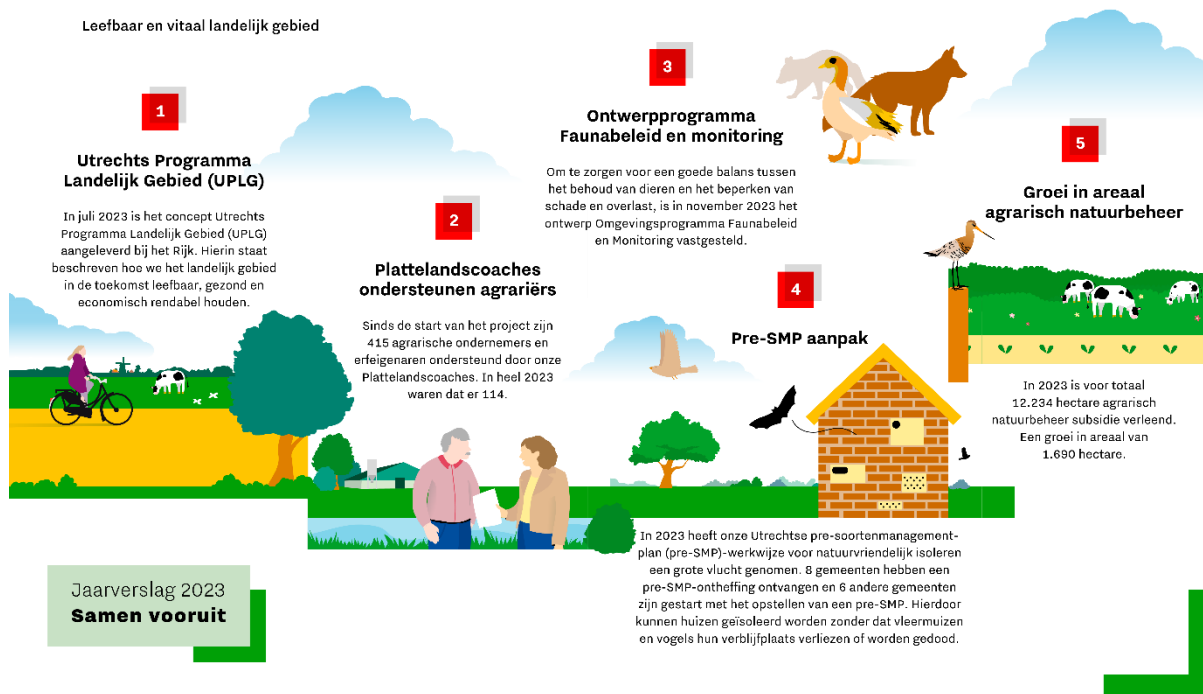 Leefbaar en vitaal landelijk gebied
1
Utrechts Programma
Landelijk Gebied (UPLG)
In juli 2023 is het concept Utrechts
Programma Landelijk Gebied (UPLG)
aangeleverd bij het Rijk. Hierin staat
beschreven hoe we het landelijk gebied
in de toekomst leefbaar, gezond en
economisch rendabel houden.
2
Plattelandscoaches
ondersteunen agrariërs
Sinds de start van het project zijn
415 agrarische ondernemers en
erfeigenaren ondersteund door onze
Plattelandscoaches. In heel 2023
waren dat er 114.
3
Ontwerpprogramma
Faunabeleid en monitoring
Om te zorgen voor een goede balans tussen
het behoud van dieren en het beperken van
schade en overlast, is in november 2023 het
ontwerp Omgevingsprogramma Faunabeleid
en Monitoring vastgesteld.
4
Pre-SMP aanpak
In 2023 heeft onze Utrechtse pre-soortenmanagement-
plan (pre-SMP)-werkwijze voor natuurvriendelijk isoleren
een grote vlucht genomen. 8 gemeenten hebben een
pre-SMP-ontheffing ontvangen en 6 andere gemeenten
zijn gestart met het opstellen van een pre-SMP. Hierdoor
kunnen huizen geïsoleerd worden zonder dat vleermuizen
en vogels hun verblijfplaats verliezen of worden gedood.
5
Groei in areaal
agrarisch natuurbeheer
In 2023 is voor totaal
12.234 hectare agrarisch
natuurbeheer subsidie verleend.
Een groei in areaal van
1.690 hectare.
Jaarverslag 2023
Samen vooruit